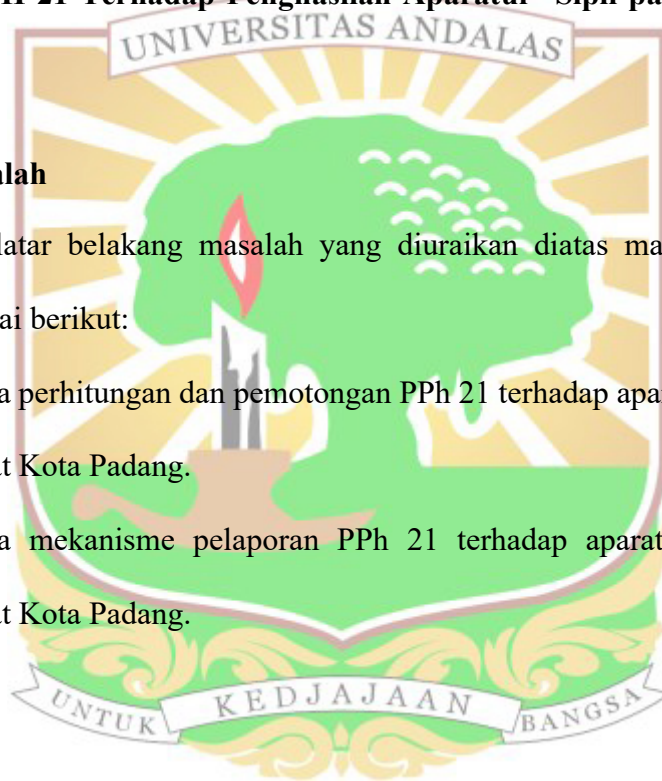 H 21 Terhadap Penghasilan Aparatur Sipil pa
UNIVERSITAS ANDALAS
alah
latar belakang masalah yang diuraikan diatas ma
ai berikut:
a perhitungan dan pemotongan PPh 21 terhadap apar
at Kota Padang.
a mekanisme pelaporan PPh 21 terhadap aparat
at Kota Padang.
UNTUK KEDJAJAAN BANGSA